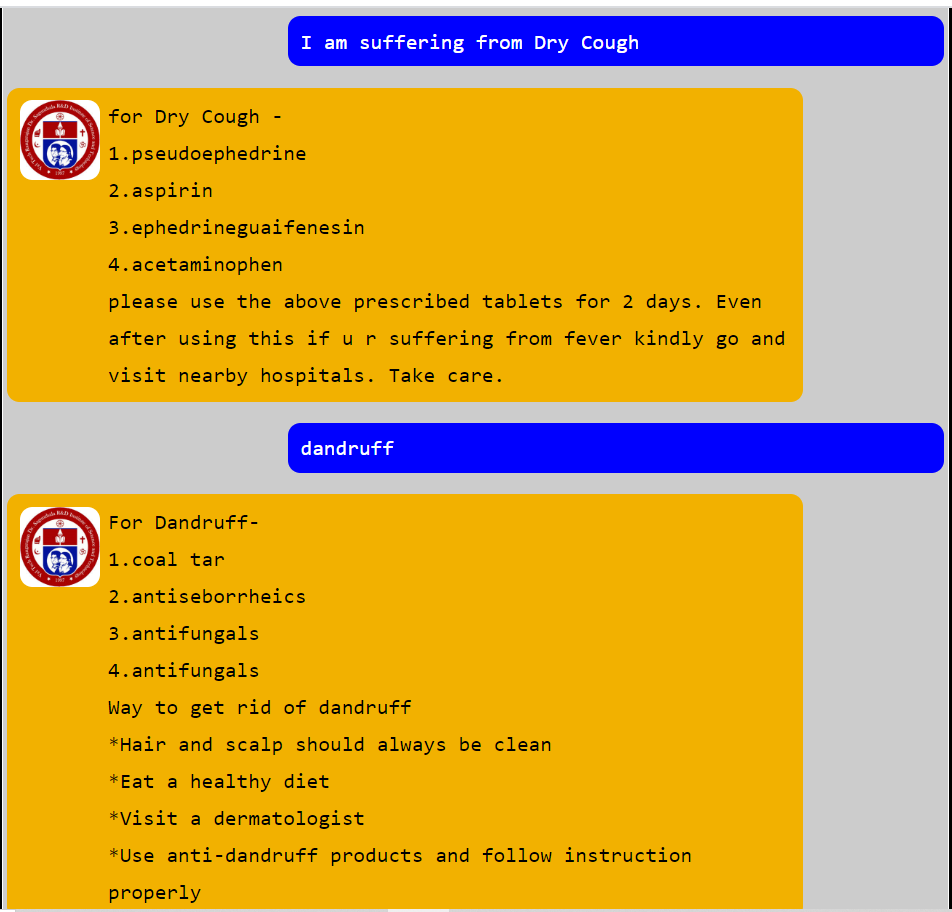 I am suffering from Dry Cough
for Dry Cough -
1.pseudoephedrine
2.aspirin
3.ephedrineguaifenesin
4.acetaminophen
please use the above prescribed tablets for 2 days. Even
after using this if u r suffering from fever kindly go and
visit nearby hospitals. Take care.
dandruff
For Dandruff-
1.coal tar
2.antiseborrheics
3.antifungals
4.antifungals
Way to get rid of dandruff
*Hair and scalp should always be clean
*Eat a healthy diet
*Visit a dermatologist
*Use anti-dandruff products and follow instruction
properly